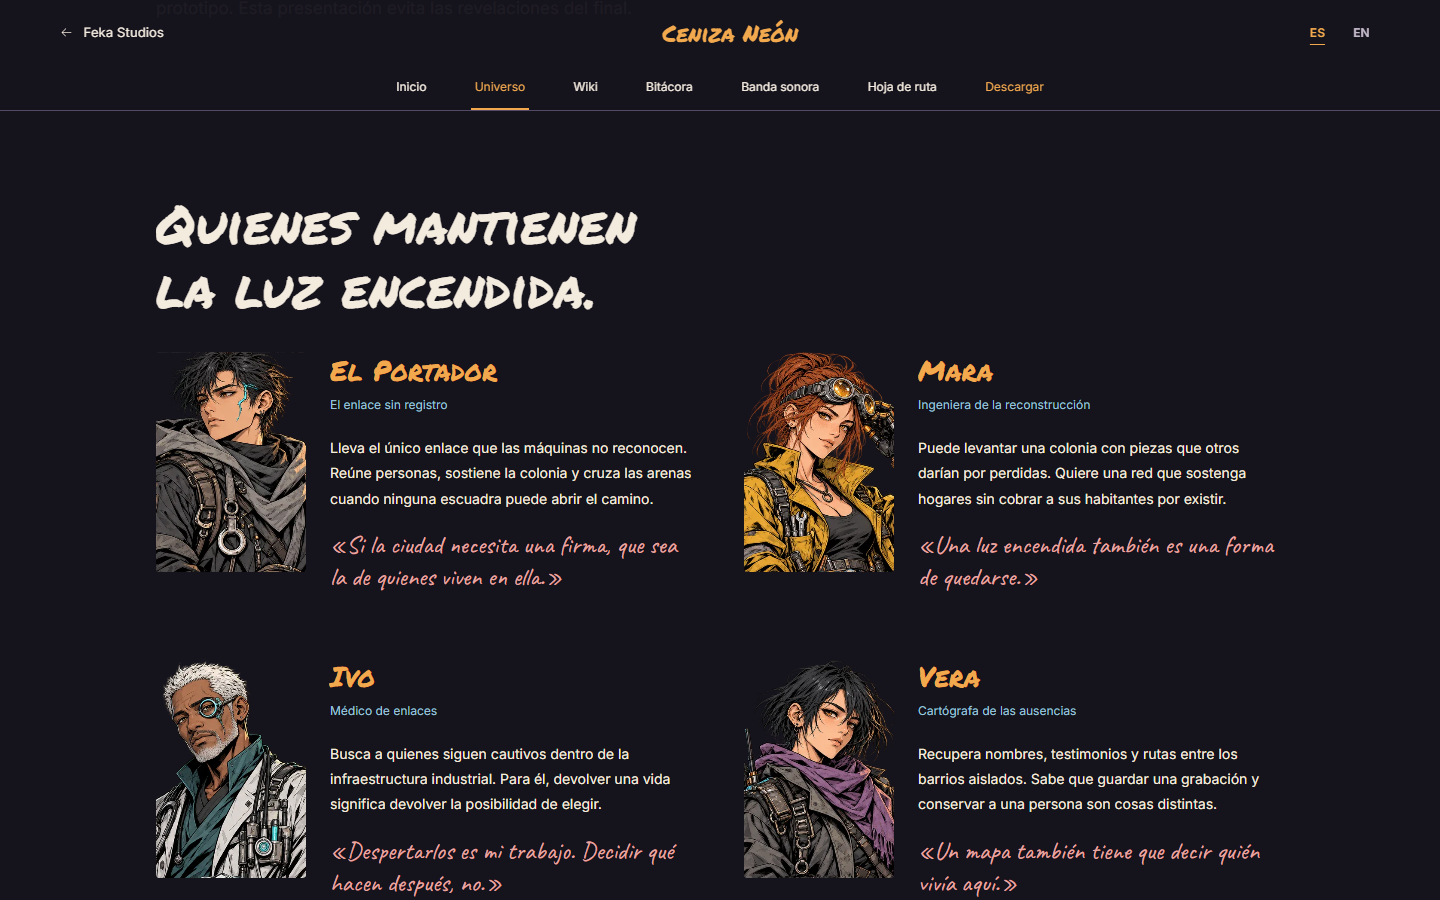 prototipo. Esta presentación evita las revelaciones del final.
← Feka Studios
Ceniza Neón
ES
EN
Inicio
Universo
Wiki
Bitácora
Banda sonora
Hoja de ruta
Descargar
Quienes mantienen
la luz encendida.
El Portador
El enlace sin registro
Lleva el único enlace que las máquinas no reconocen.
Reúne personas, sostiene la colonia y cruza las arenas
cuando ninguna escuadra puede abrir el camino.
«Si la ciudad necesita una firma, que sea
la de quienes viven en ella.»
Mara
Ingeniera de la reconstrucción
Puede levantar una colonia con piezas que otros
darían por perdidas. Quiere una red que sostenga
hogares sin cobrar a sus habitantes por existir.
«Una luz encendida también es una forma
de quedarse.»
Ivo
Médico de enlaces
Busca a quienes siguen cautivos dentro de la
infraestructura industrial. Para él, devolver una vida
significa devolver la posibilidad de elegir.
«Despertarlos es mi trabajo. Decidir qué
hacen después, no.»
Vera
Cartógrafa de las ausencias
Recupera nombres, testimonios y rutas entre los
barrios aislados. Sabe que guardar una grabación y
conservar a una persona son cosas distintas.
«Un mapa también tiene que decir quién
vivía aquí.»